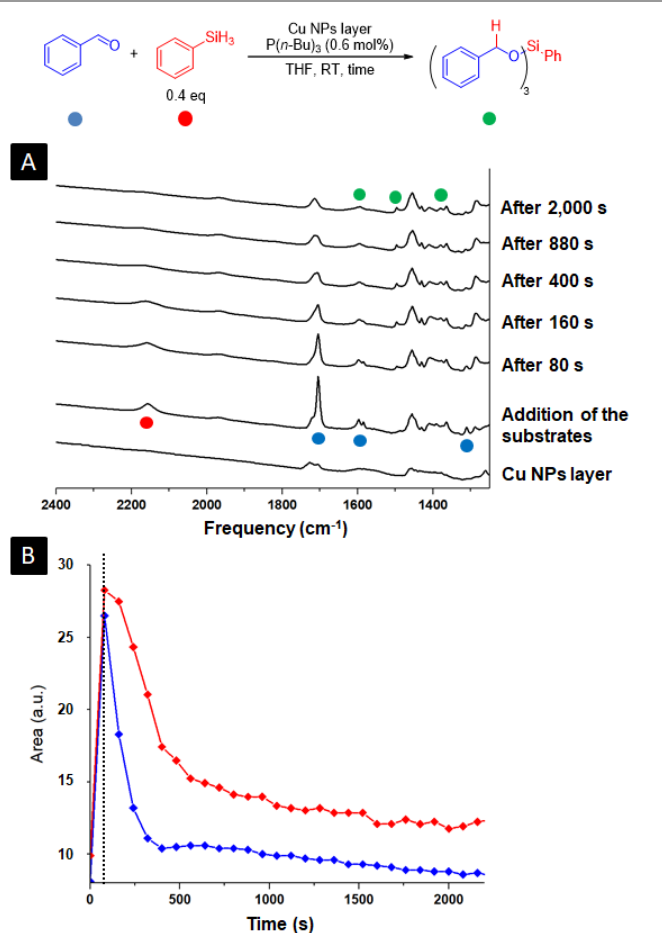 Cu NPs layer
P(n-Bu)₃ (0.6 mol%)
THF, RT, time
O
+
SiH₃
0.4 eq
H
O
Si
Ph
3
A
After 2,000 s
After 880 s
After 400 s
After 160 s
After 80 s
Addition of the
substrates
Cu NPs layer
2400 2200 2000 1800 1600 1400
Frequency (cm⁻¹)
B
30
25
20
15
10
Area (a.u.)
0 500 1000 1500 2000
Time (s)